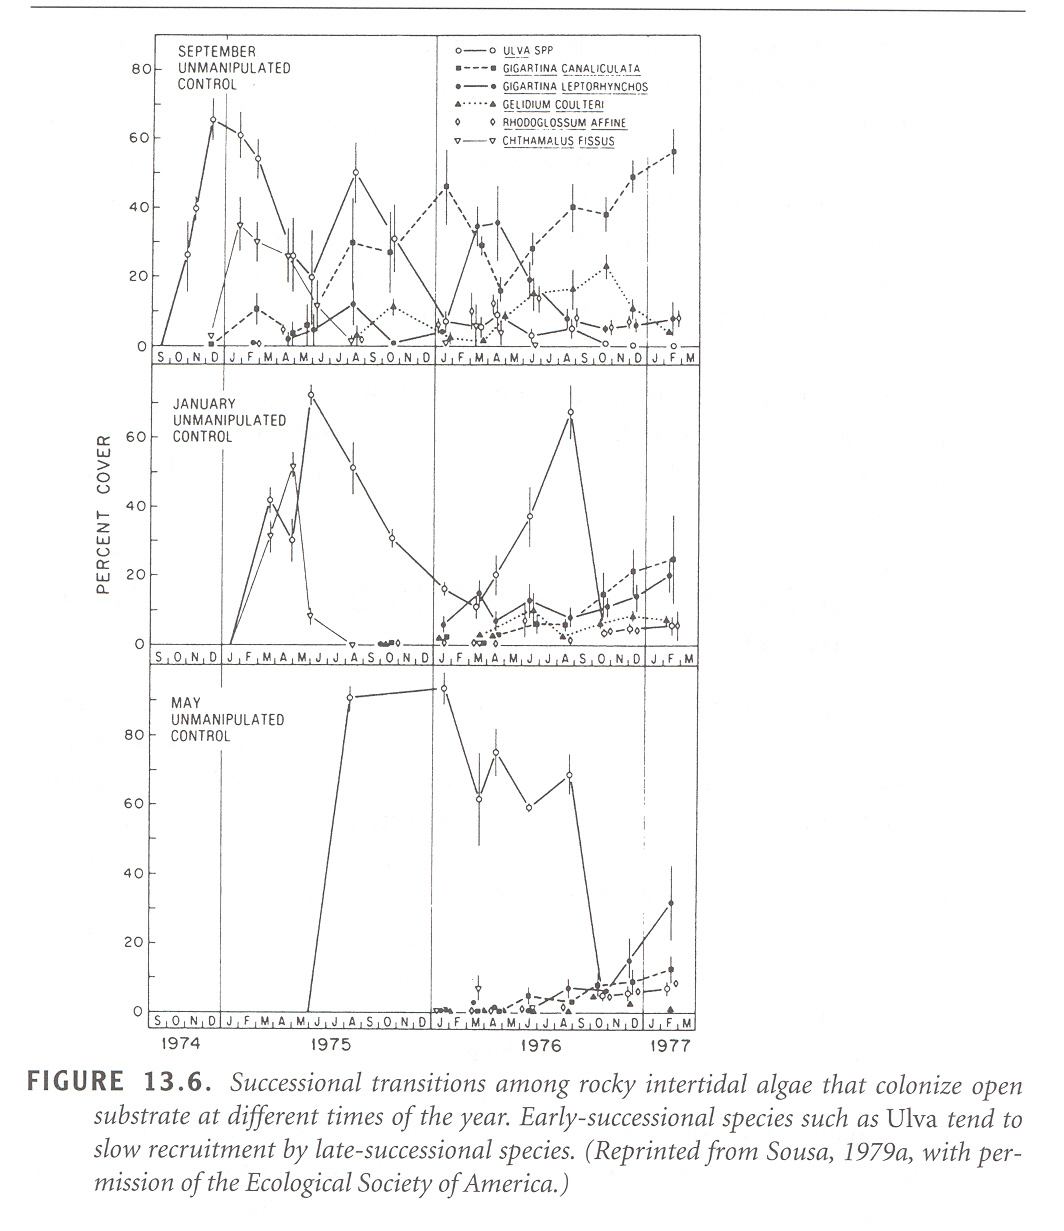 SEPTEMBER
UNMANIPULATED
CONTROL
ULVA SPP
GIGARTINA CANALICULATA
GIGARTINA LEPTORHYNCHOS
GELIDIUM COULTERI
RHODOGLOSSUM AFFINE
CHTHAMALUS FISSUS
80
60
40
20
0
S O N D J F M A M J J A S O N D J F M A M J J A S O N D J F M
JANUARY
UNMANIPULATED
CONTROL
60
40
20
0
S O N D J F M A M J J A S O N D J F M A M J J A S O N D J F M
PERCENT COVER
MAY
UNMANIPULATED
CONTROL
80
60
40
20
0
S O N D J F M A M J J A S O N D J F M A M J J A S O N D J F M
1974 1975 1976 1977
FIGURE 13.6. Successional transitions among rocky intertidal algae that colonize open
substrate at different times of the year. Early-successional species such as Ulva tend to
slow recruitment by late-successional species. (Reprinted from Sousa, 1979a, with per-
mission of the Ecological Society of America.)